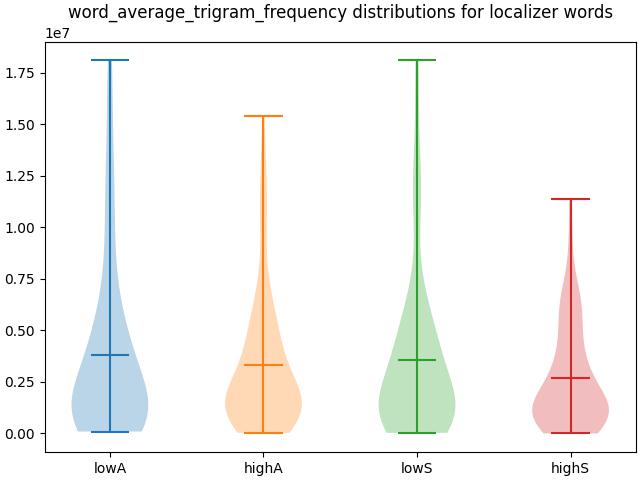 word_average_trigram_frequency distributions for localizer words
1e7
1.75
1.50
1.25
1.00
0.75
0.50
0.25
0.00
lowA highA lowS highS